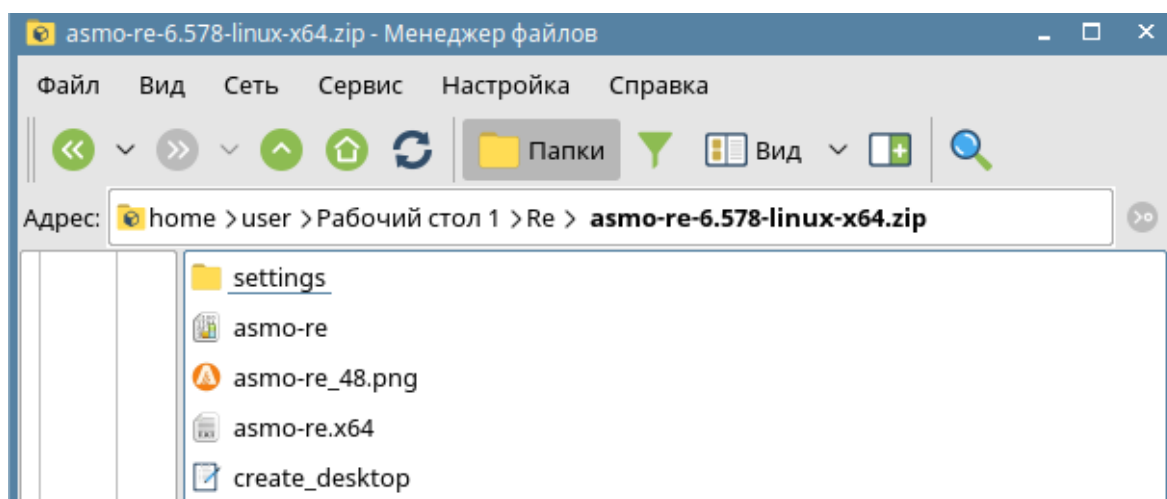 asmo-re-6.578-linux-x64.zip - Менеджер файлов
Файл Вид Сеть Сервис Настройка Справка
Папки Вид
Адрес: home > user > Рабочий стол 1 > Re > asmo-re-6.578-linux-x64.zip
settings
asmo-re
asmo-re_48.png
asmo-re.x64
create_desktop